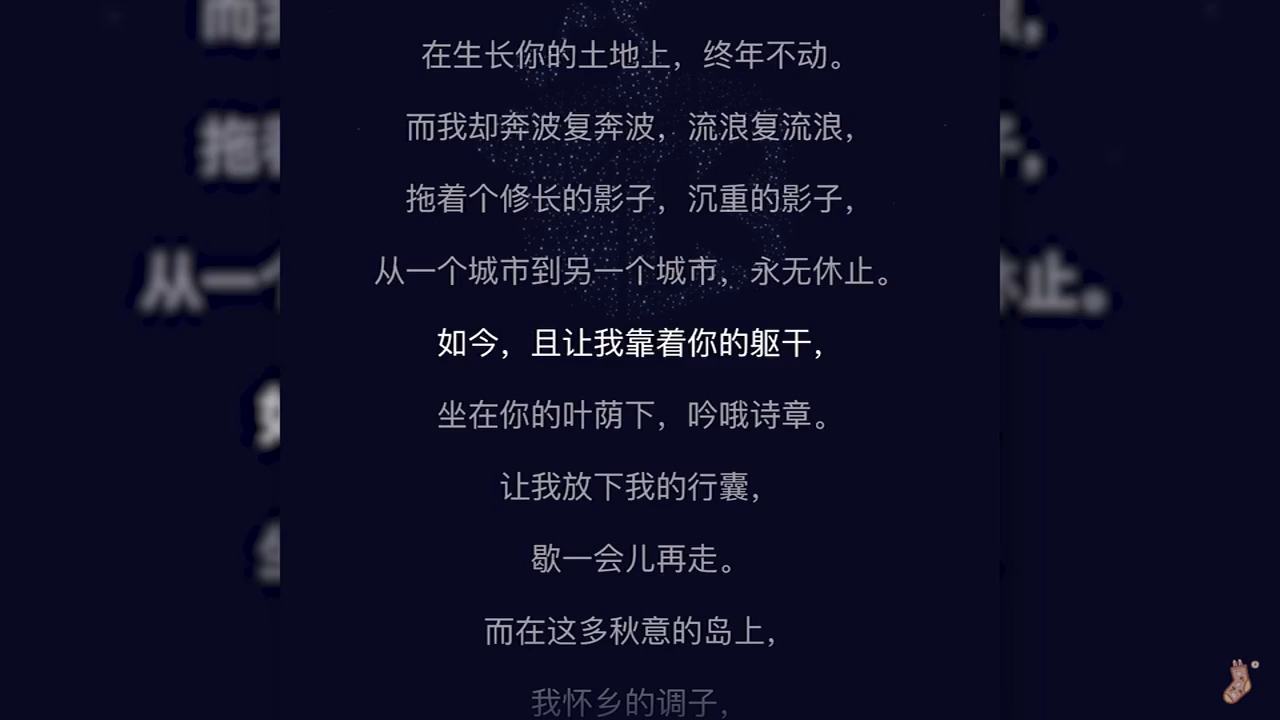 在生长你的土地上，终年不动。
而我却奔波复奔波，流浪复流浪，
拖着个修长的影子，沉重的影子，
从一个城市到另一个城市，永无休止。
如今，且让我靠着你的躯干，
坐在你的叶荫下，吟哦诗章。
让我放下我的行囊，
歇一会儿再走。
而在这多秋意的岛上，
我怀乡的调子，